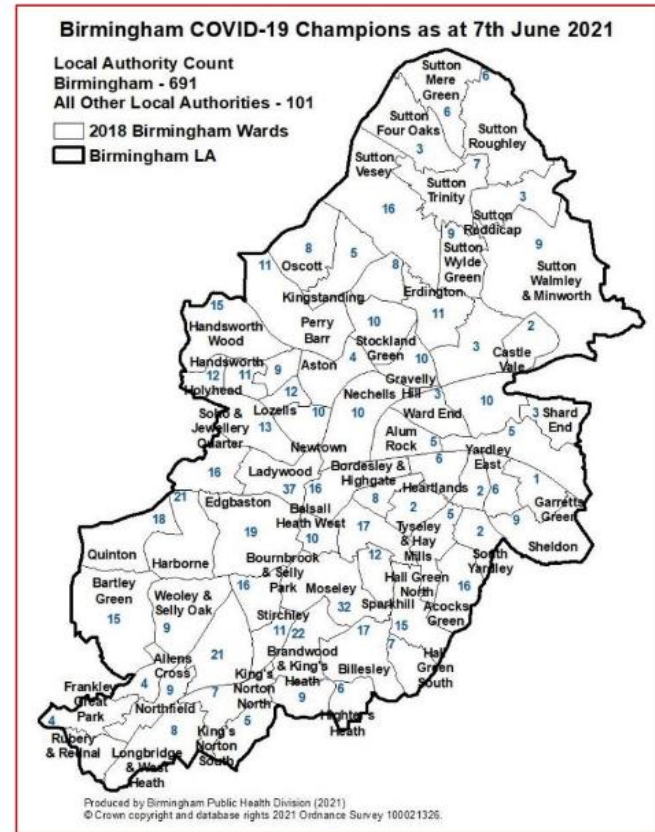 Birmingham COVID-19 Champions as at 7th June 2021
Local Authority Count
Birmingham - 691
All Other Local Authorities - 101
2018 Birmingham Wards
Birmingham LA
Sutton
Mere
Green
6
6
Sutton
Four Oaks
3
Sutton
Roughley
7
Sutton
Vesey
16
Sutton
Trinity
3
Sutton
Reddicap
9
Sutton
Wylde
Green
9
Sutton
Walmley
& Minworth
8
Oscott
11
5
Kingstanding
8
Erdington
11
15
Handsworth
Wood
Perry
Barr
10
Stockland
Green
2
3
Castle
Vale
Handsworth
12
11
9
Holyhead
Aston
4
10
Gravelly
Hill
12
Lozells
10
Nechells
10
3
Ward End
10
3
Shard
End
Soho &
Jewellery
Quarter
13
Newtown
Alum
Rock
5
5
16
Ladywood
37
16
Bordesley &
Highgate
6
Yardley
East
8
Heartlands
2
2
6
1
Garretts
Green
21
Edgbaston
18
19
Balsall
Heath West
10
17
Tyseley
& Hay
Mills
5
2
South
Yardley
9
Sheldon
Quinton
Harborne
Bournbrook
& Selly
Park
12
Bartley
Green
15
Weoley &
Selly Oak
9
16
Moseley
32
Sparkhill
Hall Green
North
16
Acocks
Green
Stirchley
11
22
17
15
7
Hall
Green
South
Allens
Cross
21
Brandwood
& King's
Heath
Billesley
Frankley
Great
Park
4
9
Northfield
7
King's
Norton
North
9
6
Highter's
Heath
4
Rubery
& Rednal
8
Longbridge
& West
Heath
5
King's
Norton
South
Produced by Birmingham Public Health Division (2021)
© Crown copyright and database rights 2021 Ordnance Survey 100021326.